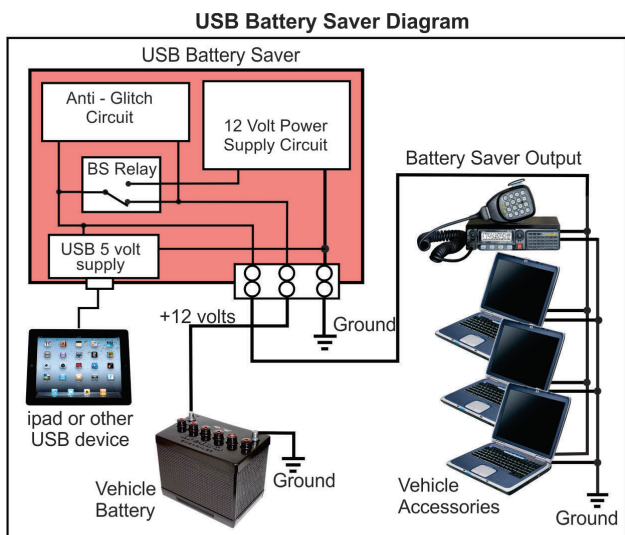 USB Battery Saver Diagram
USB Battery Saver
Anti - Glitch
Circuit
12 Volt Power
Supply Circuit
BS Relay
Battery Saver Output
USB 5 volt
supply
+12 volts
Ground
ipad or other
USB device
Vehicle
Battery
Ground
Vehicle
Accessories
Ground